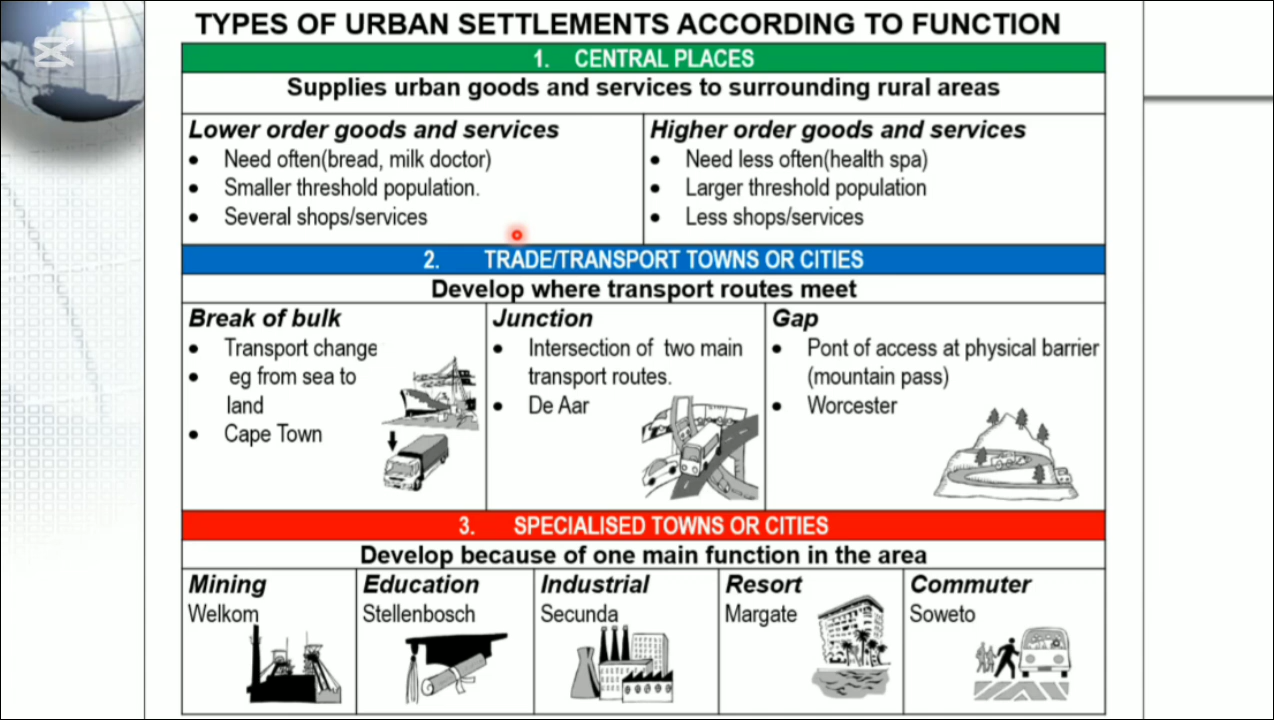 TYPES OF URBAN SETTLEMENTS ACCORDING TO FUNCTION
1. CENTRAL PLACES
Supplies urban goods and services to surrounding rural areas
Lower order goods and services
• Need often(bread, milk doctor)
• Smaller threshold population.
• Several shops/services
Higher order goods and services
• Need less often(health spa)
• Larger threshold population
• Less shops/services
2. TRADE/TRANSPORT TOWNS OR CITIES
Develop where transport routes meet
Break of bulk
• Transport change
• eg from sea to
land
• Cape Town
Junction
• Intersection of two main
transport routes.
• De Aar
Gap
• Pont of access at physical barrier
(mountain pass)
• Worcester
3. SPECIALISED TOWNS OR CITIES
Develop because of one main function in the area
Mining
Welkom
Education
Stellenbosch
Industrial
Secunda
Resort
Margate
Commuter
Soweto